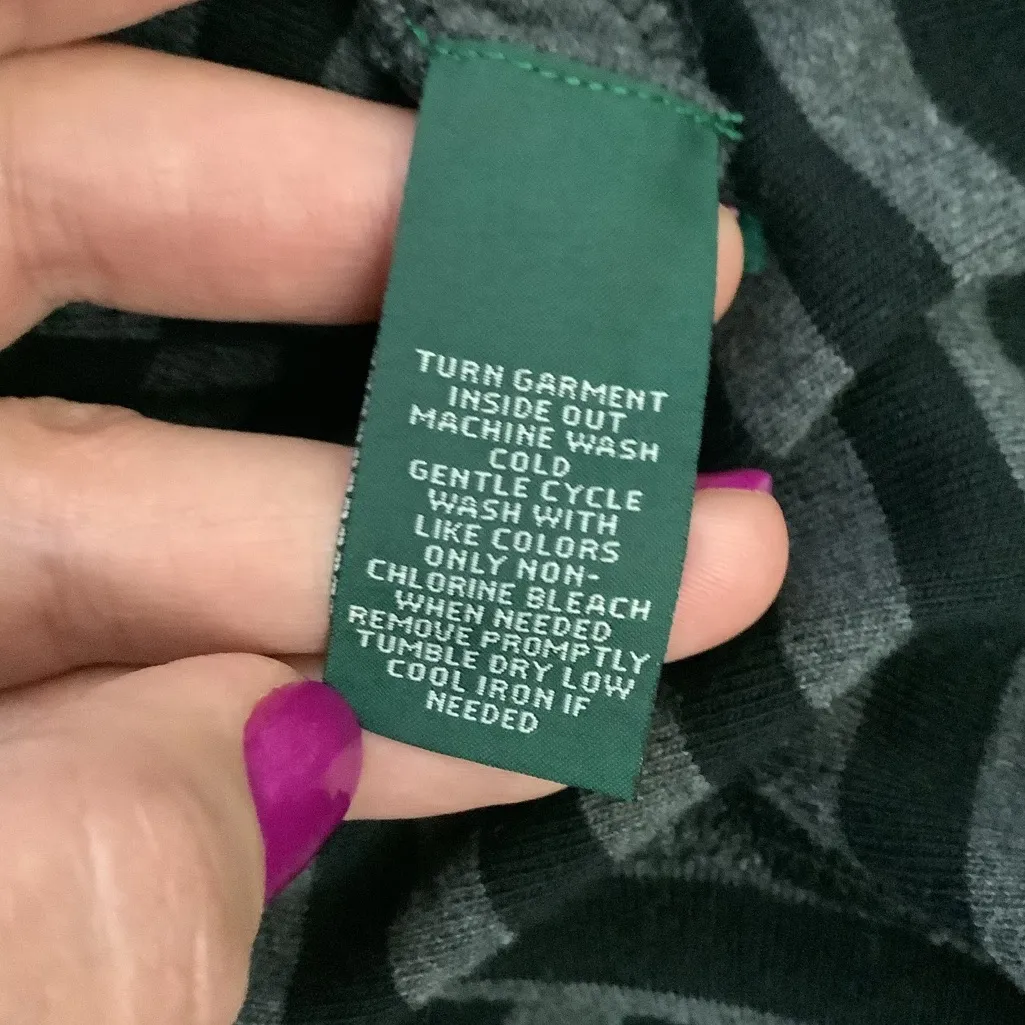 TURN GARMENT
INSIDE OUT
MACHINE WASH
COLD
GENTLE CYCLE
WASH WITH
LIKE COLORS
ONLY NON-
CHLORINE BLEACH
WHEN NEEDED
REMOVE PROMPTLY
TUMBLE DRY LOW
COOL IRON IF
NEEDED